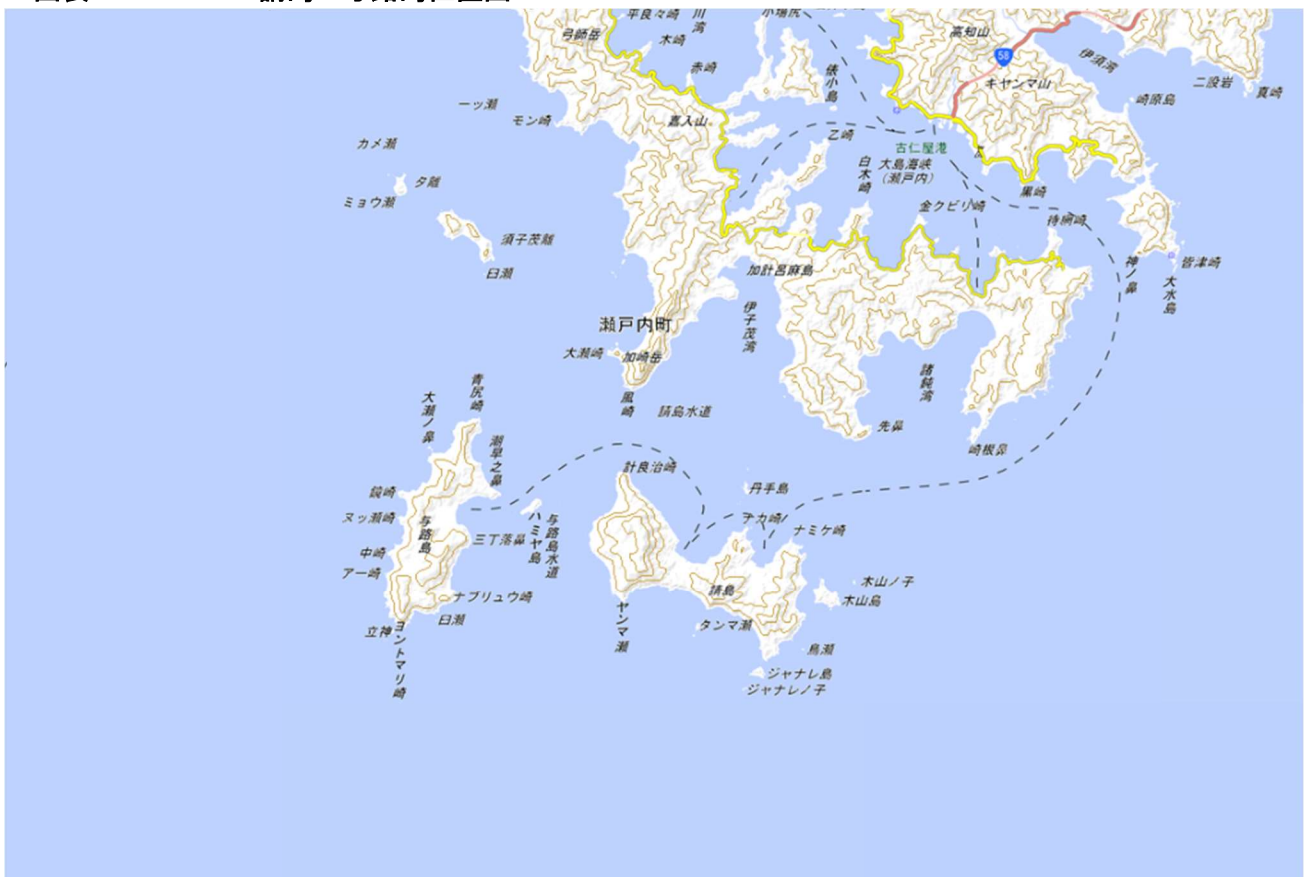 平良々崎
川湾
高知山
弓師岳
木崎
58
伊須湾
赤崎
俵小島
キャンマ山
二段岩
真崎
一ッ瀬
崎原島
モン崎
嘉入山
乙崎
カメ瀬
古仁屋港
白木崎
大島海峡
(瀬戸内)
夕離
黒崎
ミョウ瀬
金クビリ崎
待網崎
須子茂離
臼瀬
加計呂麻島
神ノ鼻
皆津崎
大水島
伊子茂湾
瀬戸内町
大瀬崎
加崎岳
諸鈍湾
青尻崎
大瀬ノ鼻
風崎
請島水道
先鼻
潮早之鼻
崎根鼻
計良治崎
鏡崎
丹手島
ヌッ瀬崎
与路島
ハミヤ島
与路島水道
チカ崎
ナミケ崎
三丁落鼻
中崎
アー崎
木山ノ子
請島
木山島
ナブリュウ崎
臼瀬
ヤンマ瀬
タンマ瀬
立神
ヨントマリ崎
鳥瀬
ジャナレ島
ジャナレノ子